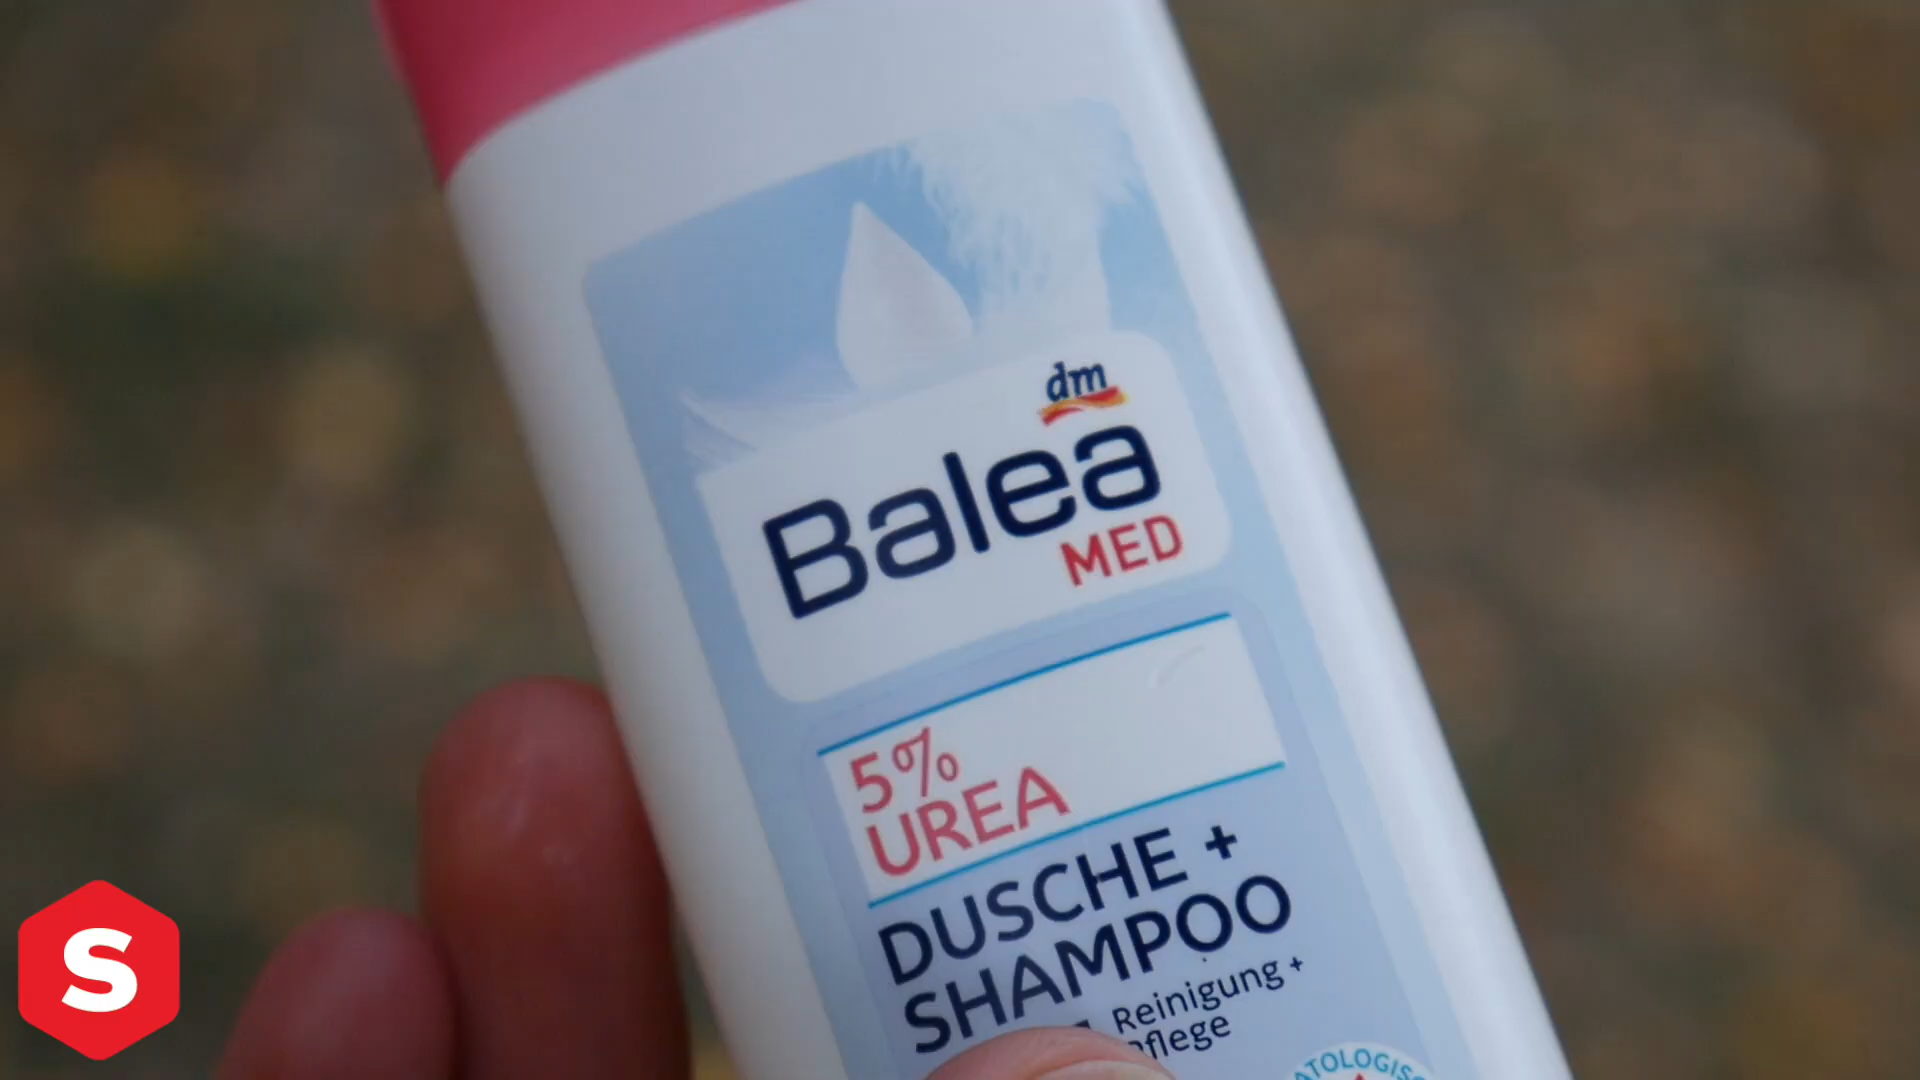 dm
Balea
MED
5%
UREA
DUSCHE +
SHAMPOO
Reinigung +
S